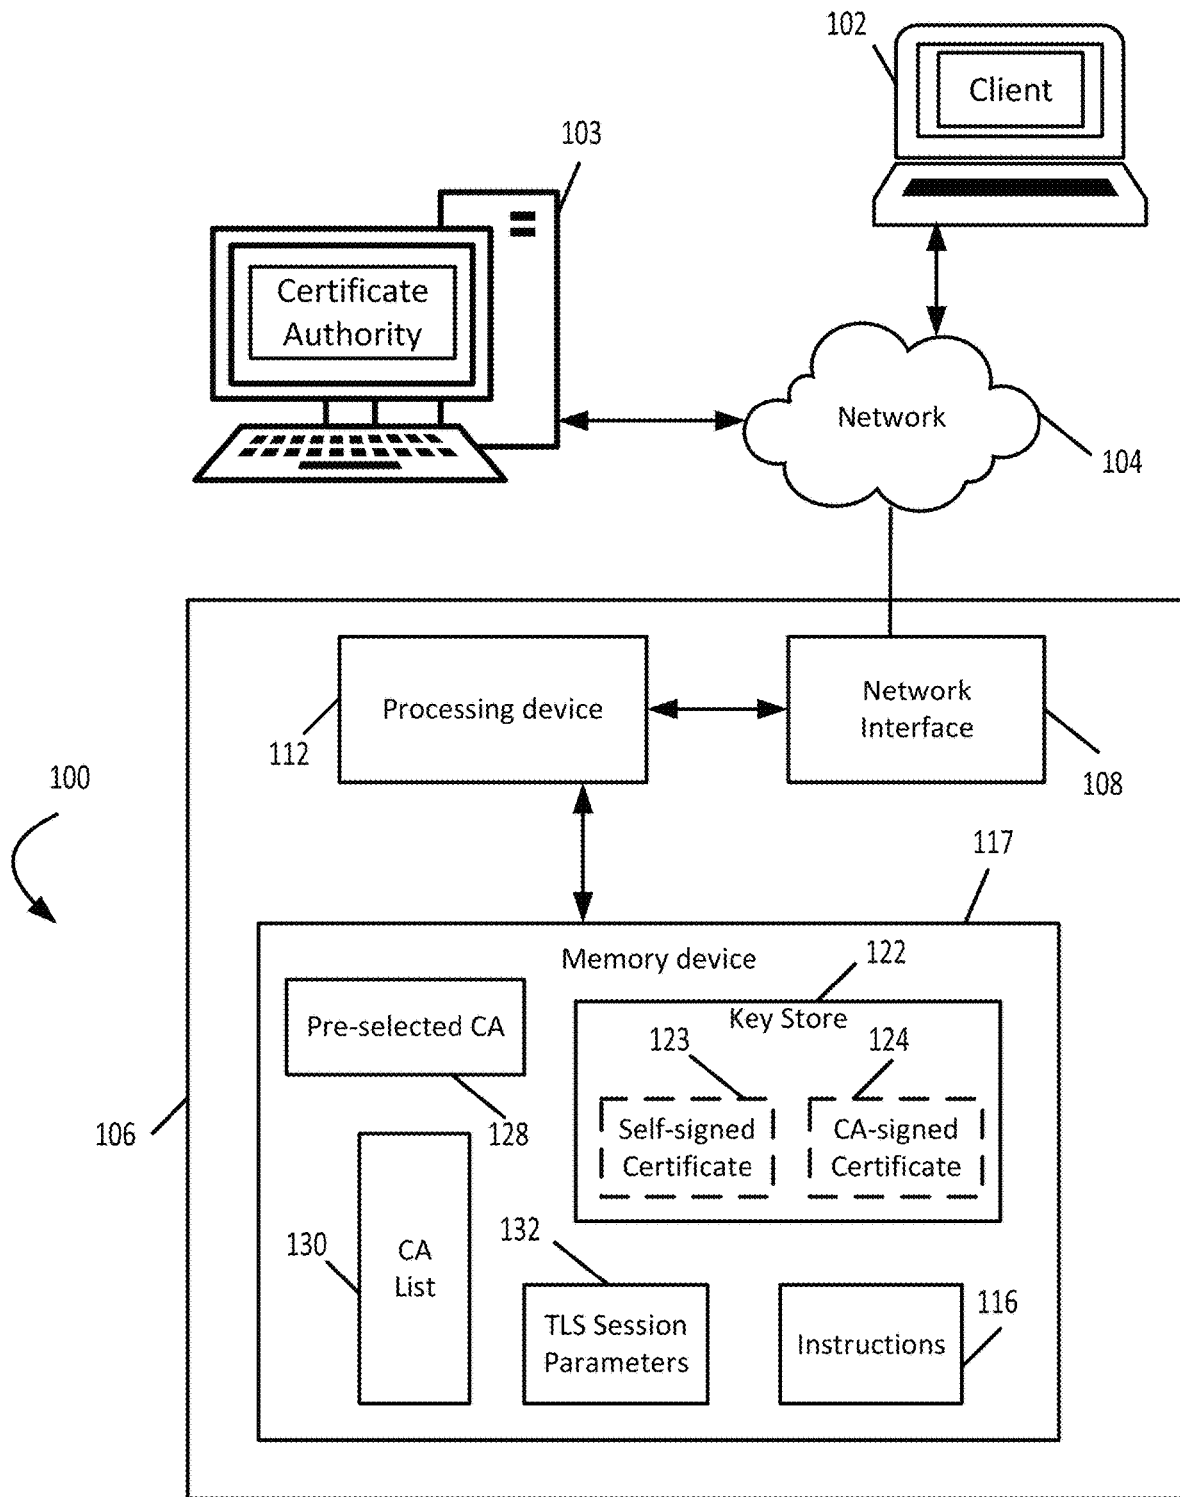 102
Client
103
Certificate
Authority
Network
104
Processing device
112
Network
Interface
108
100
117
Memory device
122
Pre-selected CA
Key Store
123
124
128
Self-signed
Certificate
CA-signed
Certificate
106
130
CA
List
132
TLS Session
Parameters
Instructions
116